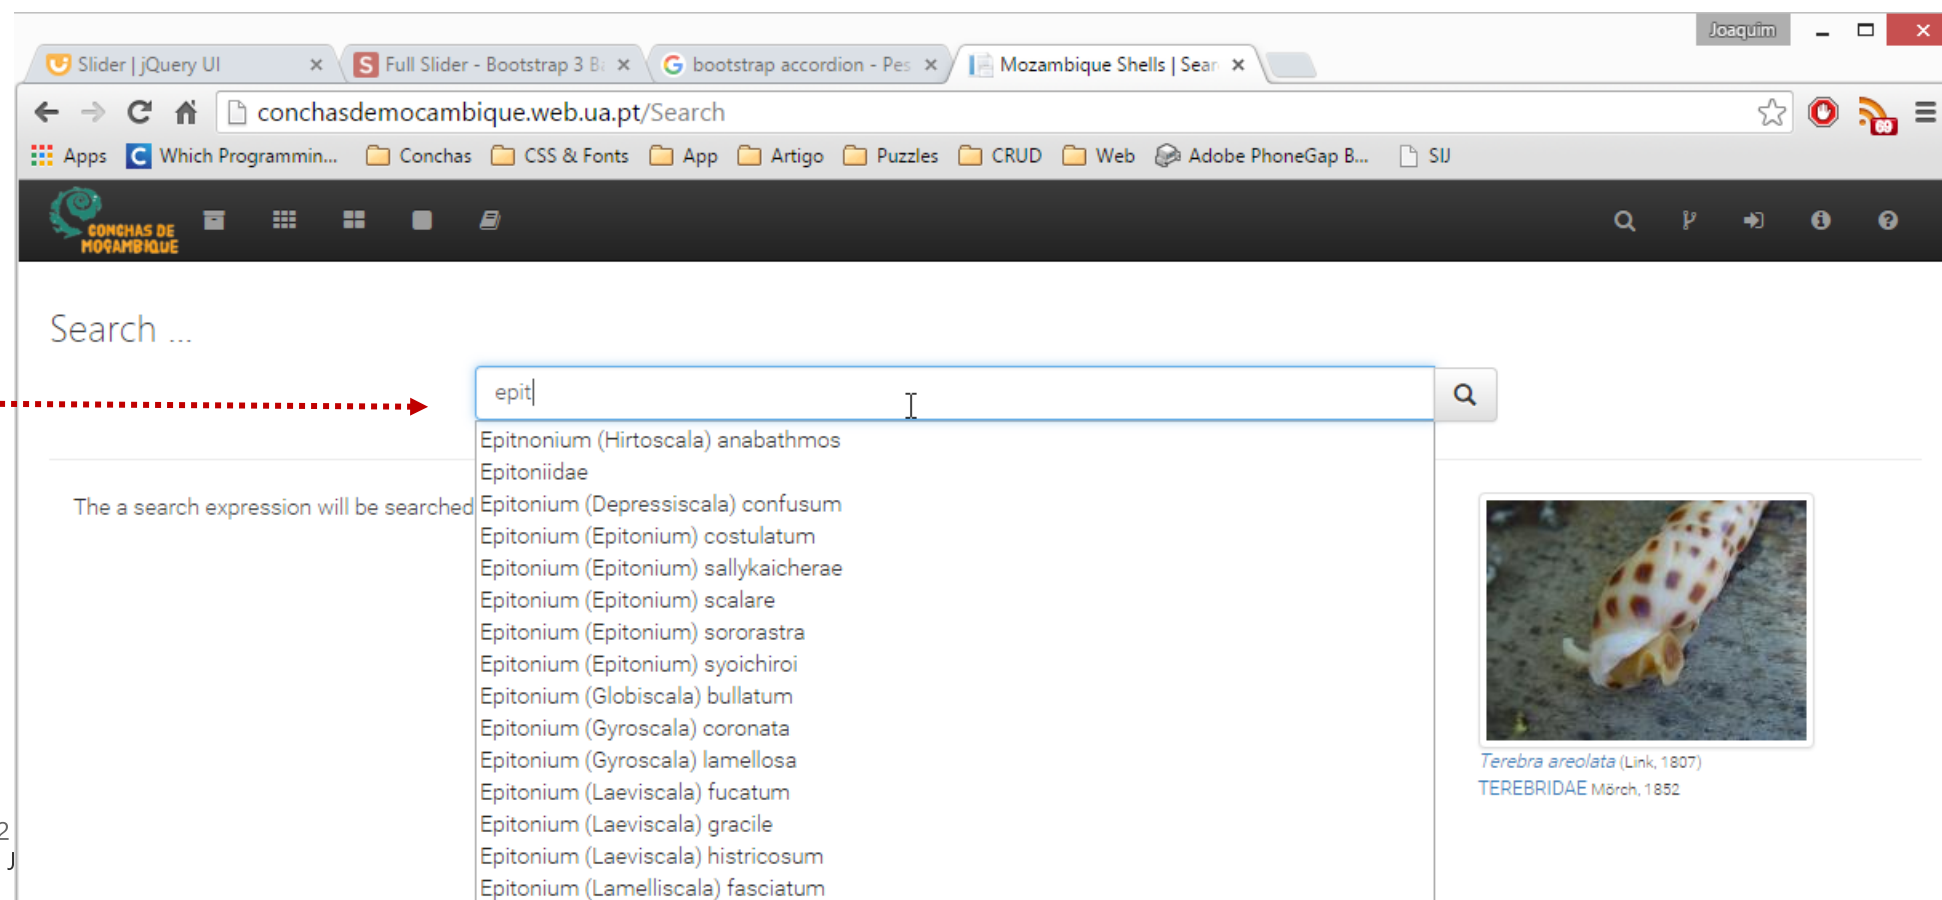 Joaquim
Slider | jQuery UI
Full Slider - Bootstrap 3 Ba
bootstrap accordion - Pes
Mozambique Shells | Sear
conchasdemocambique.web.ua.pt/Search
69
Apps
Which Programmin...
Conchas
CSS & Fonts
App
Artigo
Puzzles
CRUD
Web
Adobe PhoneGap B...
SIJ
CONCHAS DE
MOÇAMBIQUE
Search ...
epit
Epitnonium (Hirtoscala) anabathmos
Epitoniidae
The a search expression will be searched
Epitonium (Depressiscala) confusum
Epitonium (Epitonium) costulatum
Epitonium (Epitonium) sallykaicherae
Epitonium (Epitonium) scalare
Epitonium (Epitonium) sororastra
Epitonium (Epitonium) syoichiroi
Epitonium (Globiscala) bullatum
Epitonium (Gyroscala) coronata
Epitonium (Gyroscala) lamellosa
Epitonium (Laeviscala) fucatum
Epitonium (Laeviscala) gracile
Epitonium (Laeviscala) histricosum
Epitonium (Lamelliscala) fasciatum
Terebra areolata (Link, 1807)
TEREBRIDAE Mörch, 1852
2
J